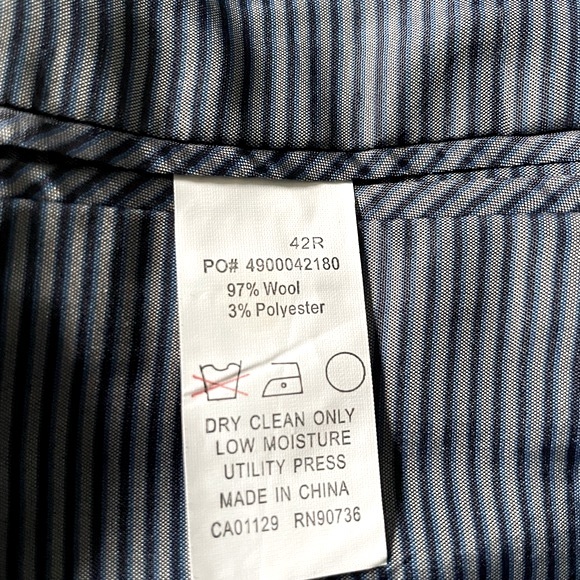 42R
PO# 4900042180
97% Wool
3% Polyester
DRY CLEAN ONLY
LOW MOISTURE
UTILITY PRESS
MADE IN CHINA
CA01129 RN90736